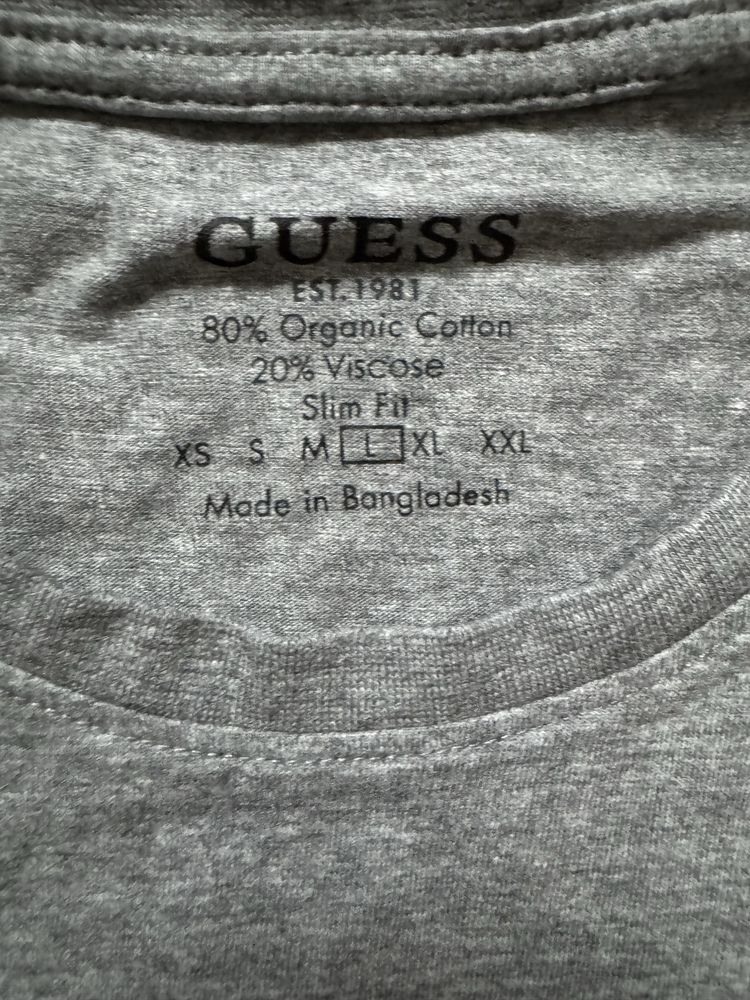 GUESS
EST. 1981
80% Organic Cotton
20% Viscose
Slim Fit
XS S M L XL XXL
Made in Bangladesh